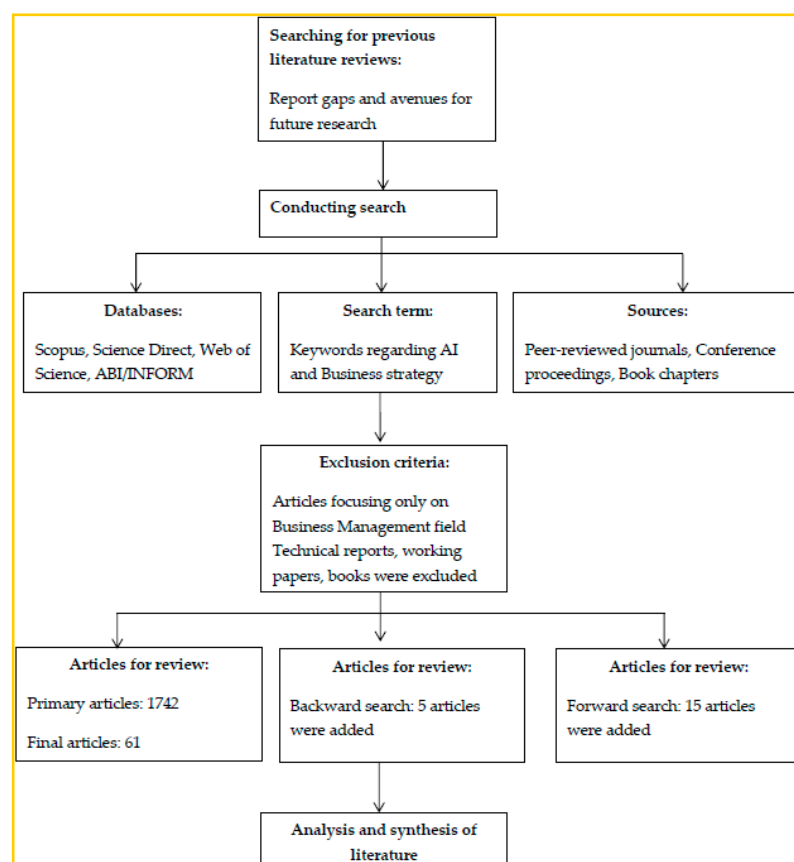 Searching for previous
literature reviews:
Report gaps and avenues for
future research
Conducting search
Databases:
Scopus, Science Direct, Web of
Science, ABI/INFORM
Search term:
Keywords regarding AI
and Business strategy
Sources:
Peer-reviewed journals, Conference
proceedings, Book chapters
Exclusion criteria:
Articles focusing only on
Business Management field
Technical reports, working
papers, books were excluded
Articles for review:
Primary articles: 1742
Final articles: 61
Articles for review:
Backward search: 5 articles
were added
Articles for review:
Forward search: 15 articles
were added
Analysis and synthesis of
literature